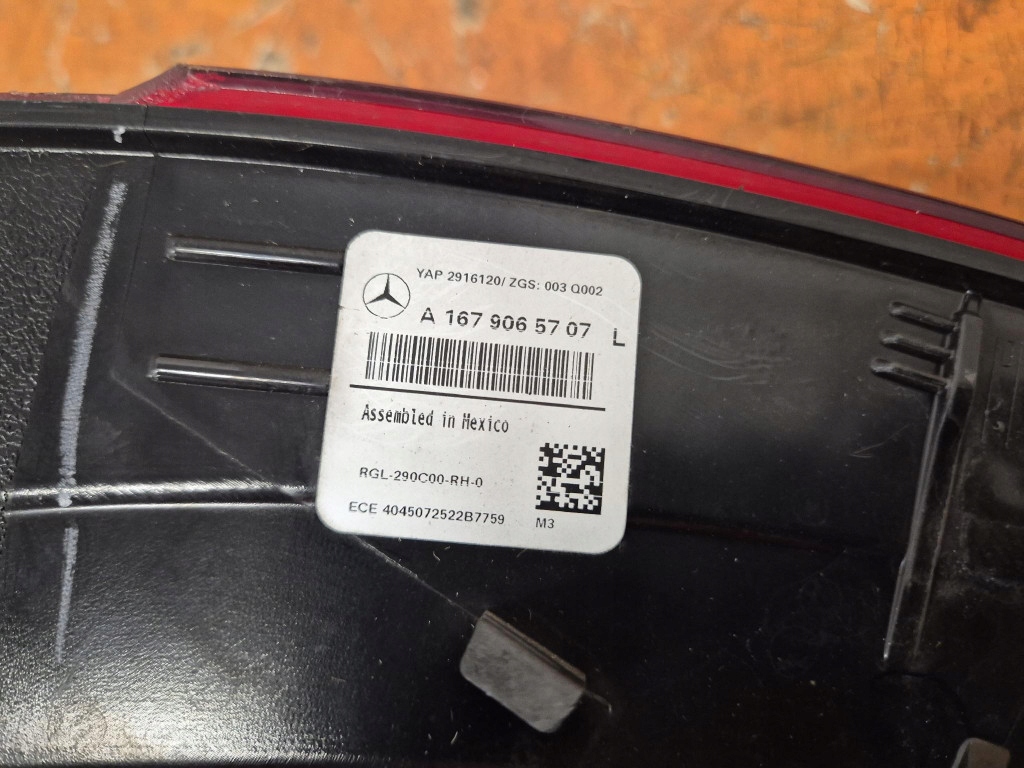 YAP 2916120/ ZGS: 003 Q002
A 167 906 57 07 L
Assembled in Mexico
RGL-290C00-RH-0
ECE 4045072522B7759
M3